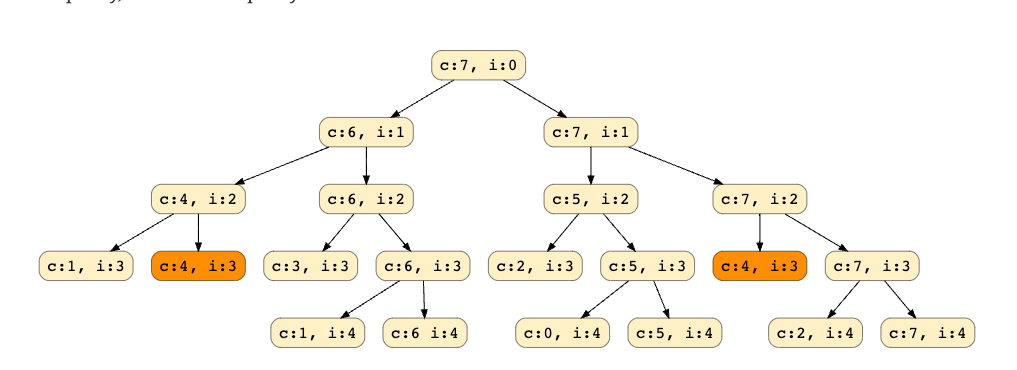 c:7, i:0
c:6, i:1 c:7, i:1
c:4, i:2 c:6, i:2 c:5, i:2 c:7, i:2
c:1, i:3 c:4, i:3 c:3, i:3 c:6, i:3 c:2, i:3 c:5, i:3 c:4, i:3 c:7, i:3
c:1, i:4 c:6 i:4 c:0, i:4 c:5, i:4 c:2, i:4 c:7, i:4